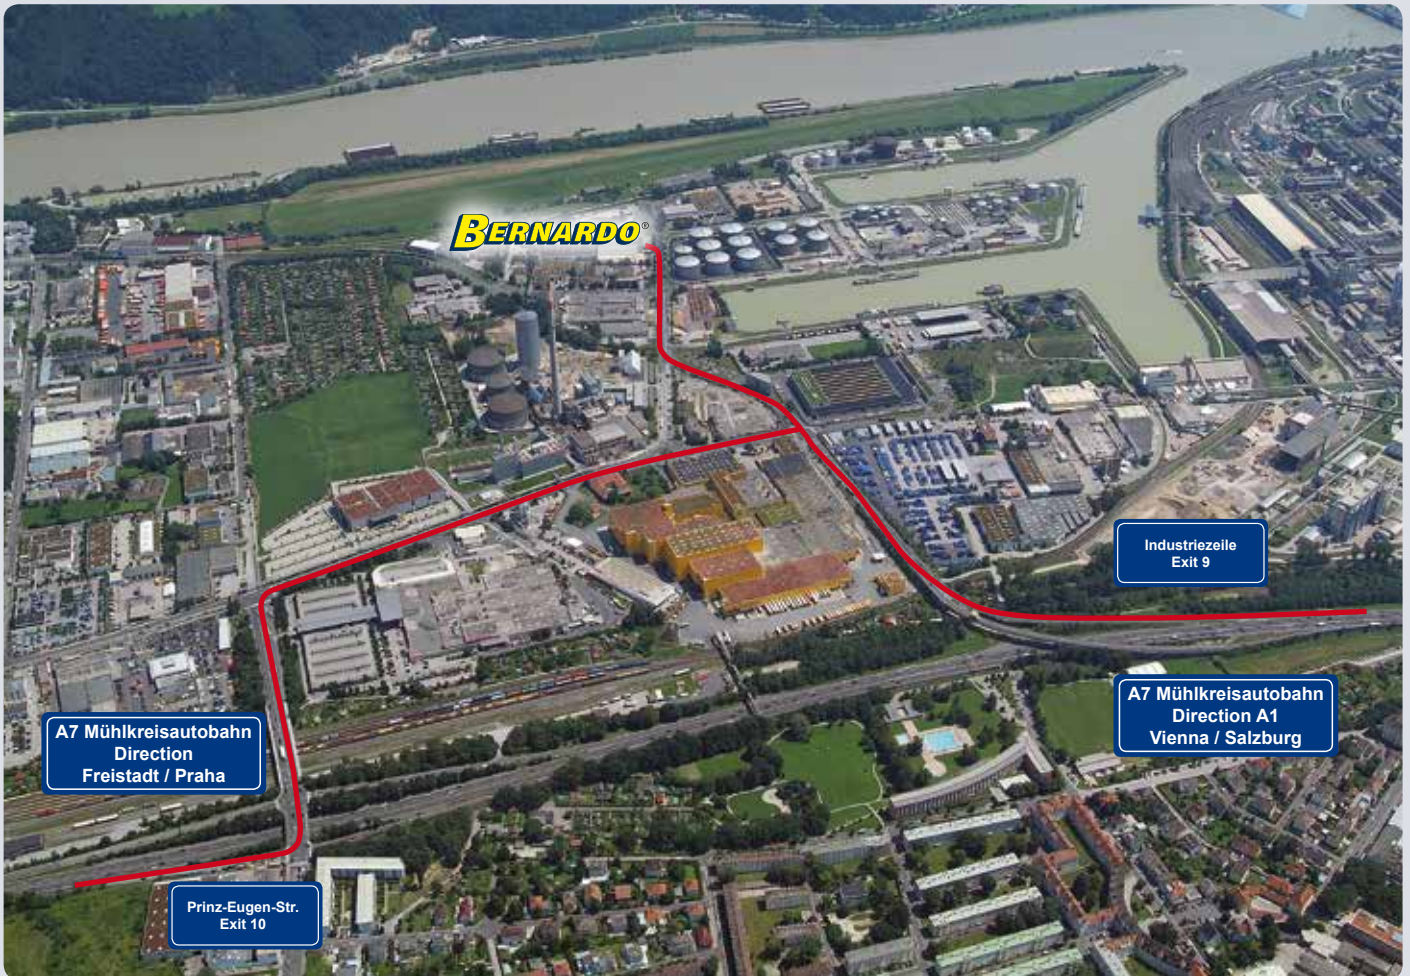 BERNARDO®
Industriezeile
Exit 9
A7 Mühlkreisautobahn
Direction A1
Vienna / Salzburg
A7 Mühlkreisautobahn
Direction
Freistadt / Praha
Prinz-Eugen-Str.
Exit 10